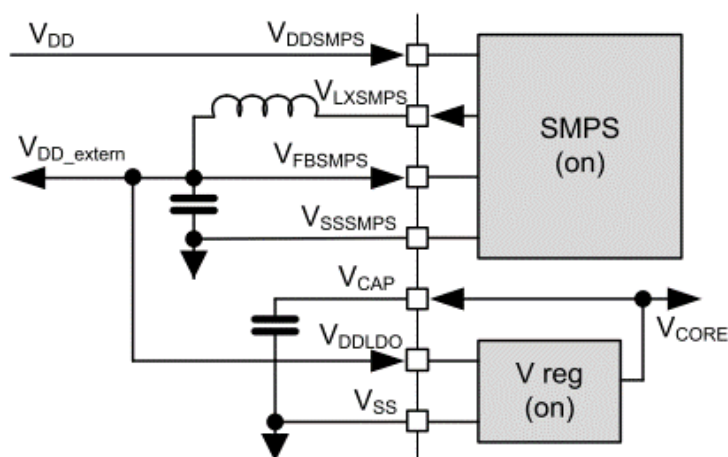 VDD
VDDSMPS
VLXSMPS
SMPS
(on)
VDD_extern
VFBSMPS
VSSSMPS
VCAP
VCORE
VDDLDO
V reg
(on)
VSS